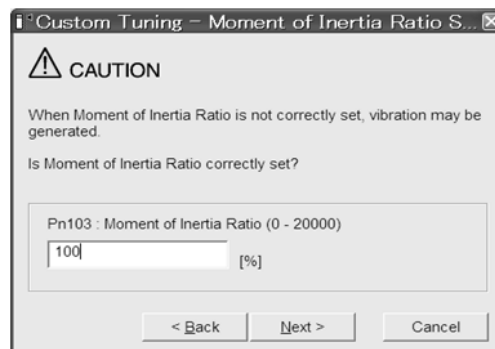 Custom Tuning - Moment of Inertia Ratio S...
CAUTION
When Moment of Inertia Ratio is not correctly set, vibration may be
generated.
Is Moment of Inertia Ratio correctly set?
Pn103 : Moment of Inertia Ratio (0 - 20000)
100
[%]
< Back
Next >
Cancel